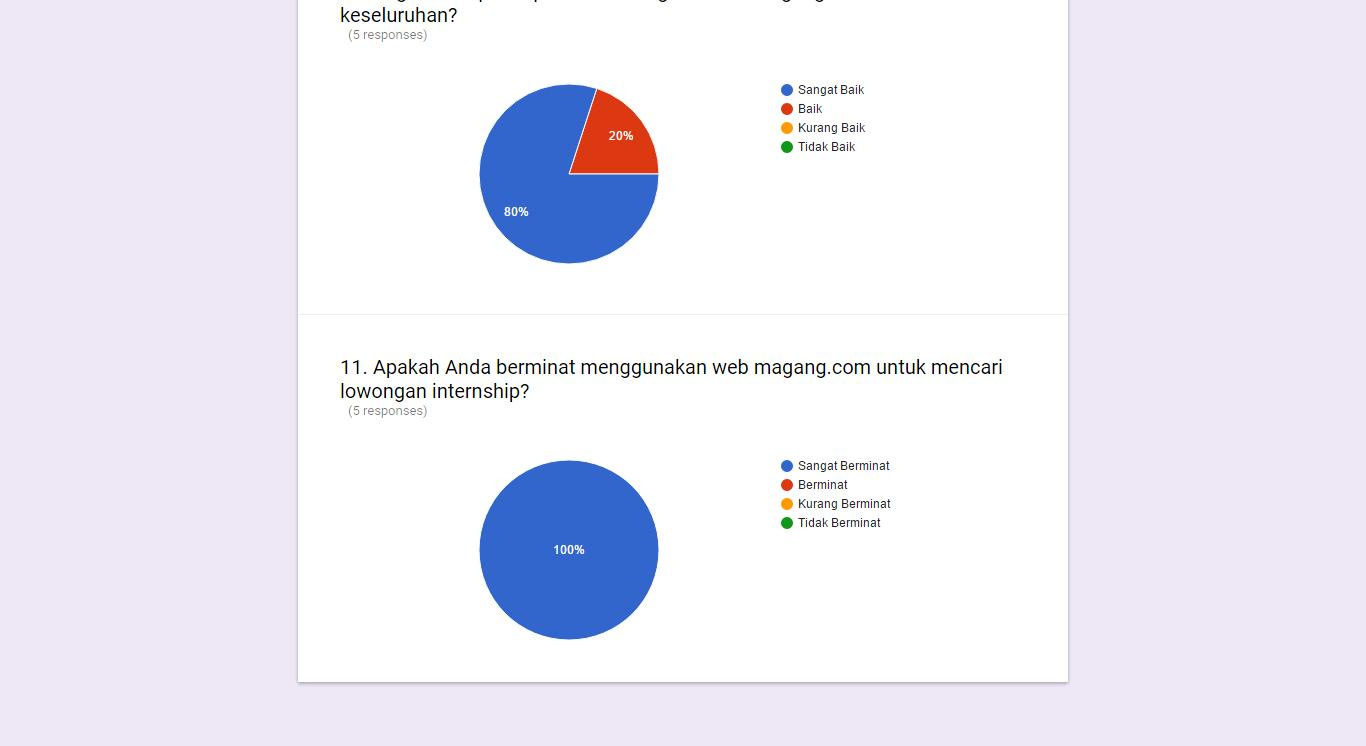 keseluruhan?
(5 responses)
Sangat Baik
Baik
Kurang Baik
Tidak Baik
20%
80%
11. Apakah Anda berminat menggunakan web magang.com untuk mencari
lowongan internship?
(5 responses)
Sangat Berminat
Berminat
Kurang Berminat
Tidak Berminat
100%